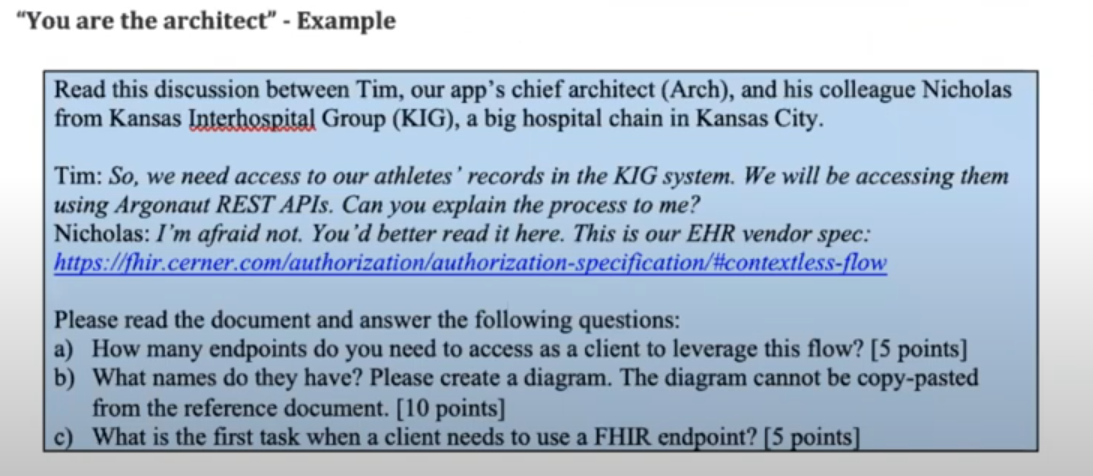 “You are the architect” - Example
Read this discussion between Tim, our app’s chief architect (Arch), and his colleague Nicholas
from Kansas Interhospital Group (KIG), a big hospital chain in Kansas City.
Tim: So, we need access to our athletes’ records in the KIG system. We will be accessing them
using Argonaut REST APIs. Can you explain the process to me?
Nicholas: I’m afraid not. You’d better read it here. This is our EHR vendor spec:
https://fhir.cerner.com/authorization/authorization-specification/#contextless-flow
Please read the document and answer the following questions:
a) How many endpoints do you need to access as a client to leverage this flow? [5 points]
b) What names do they have? Please create a diagram. The diagram cannot be copy-pasted
from the reference document. [10 points]
c) What is the first task when a client needs to use a FHIR endpoint? [5 points]